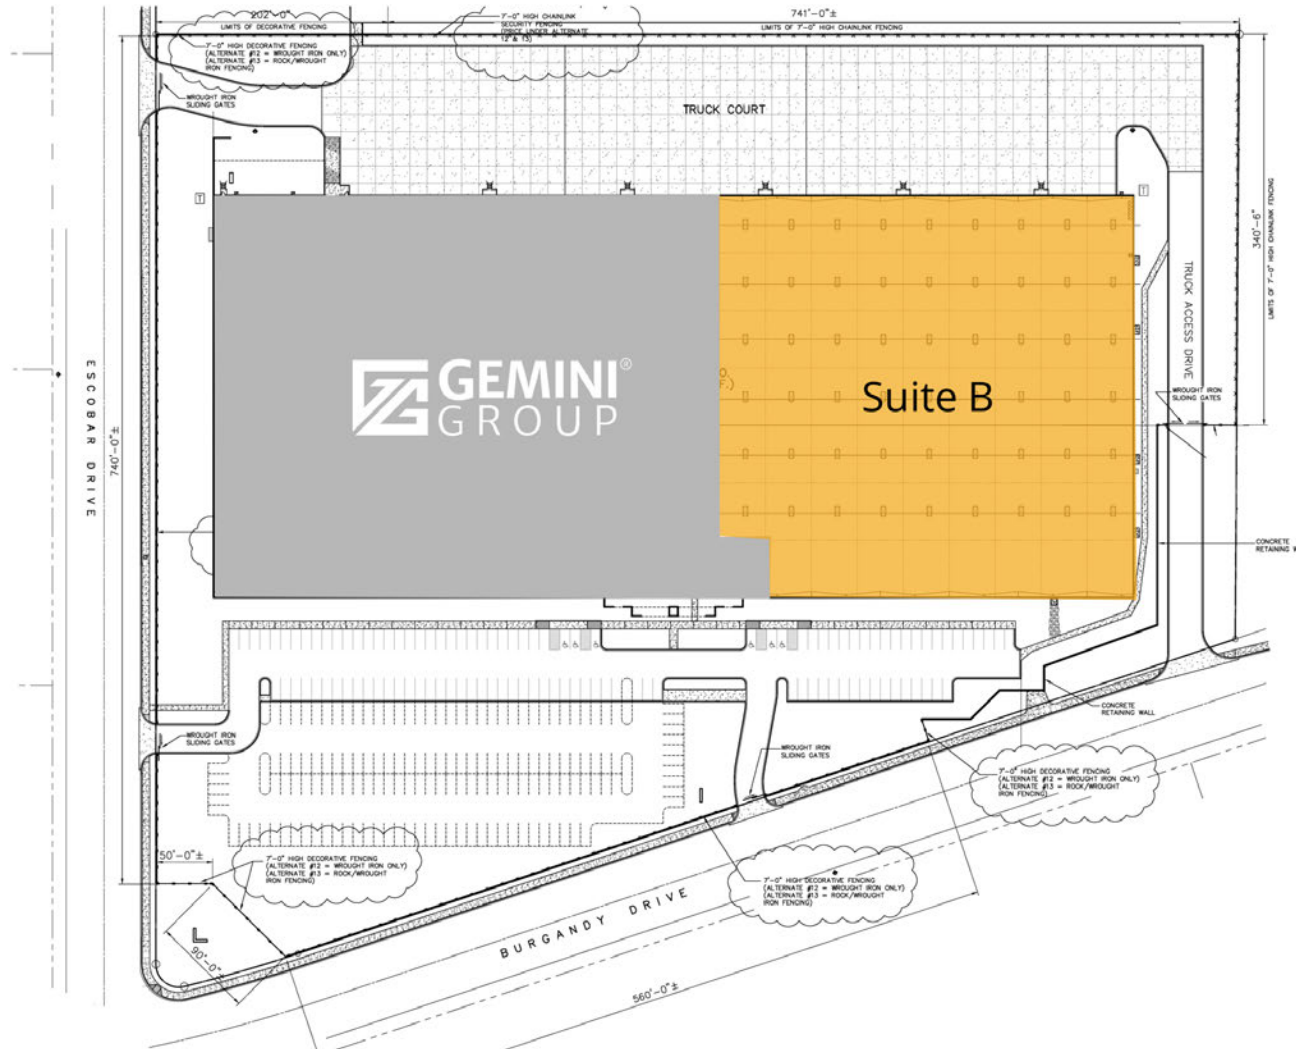 202'-0"
LIMITS OF DECORATIVE FENCING
7'-0" HIGH CHAINLINK
SECURITY FENCING
(PRICE UNDER ALTERNATE
12 & 13)
741'-0"±
LIMITS OF 7'-0" HIGH CHAINLINK FENCING
7'-0" HIGH DECORATIVE FENCING
(ALTERNATE #12 = WROUGHT IRON ONLY)
(ALTERNATE #13 = ROCK/WROUGHT
IRON FENCING)
WROUGHT IRON
SLIDING GATES
TRUCK COURT
T
T
340'-6"
LIMITS OF 7'-0" HIGH CHAINLINK FENCING
TRUCK ACCESS DRIVE
ESCOBAR DRIVE
740'-0"±
GEMINI®
GROUP
Suite B
WROUGHT IRON
SLIDING GATES
CONCRETE
RETAINING W
CONCRETE
RETAINING WALL
WROUGHT IRON
SLIDING GATES
WROUGHT IRON
SLIDING GATES
7'-0" HIGH DECORATIVE FENCING
(ALTERNATE #12 = WROUGHT IRON ONLY)
(ALTERNATE #13 = ROCK/WROUGHT
IRON FENCING)
50'-0"±
7'-0" HIGH DECORATIVE FENCING
(ALTERNATE #12 = WROUGHT IRON ONLY)
(ALTERNATE #13 = ROCK/WROUGHT
IRON FENCING)
7'-0" HIGH DECORATIVE FENCING
(ALTERNATE #12 = WROUGHT IRON ONLY)
(ALTERNATE #13 = ROCK/WROUGHT
IRON FENCING)
90'-0"
BURGANDY DRIVE
560'-0"±